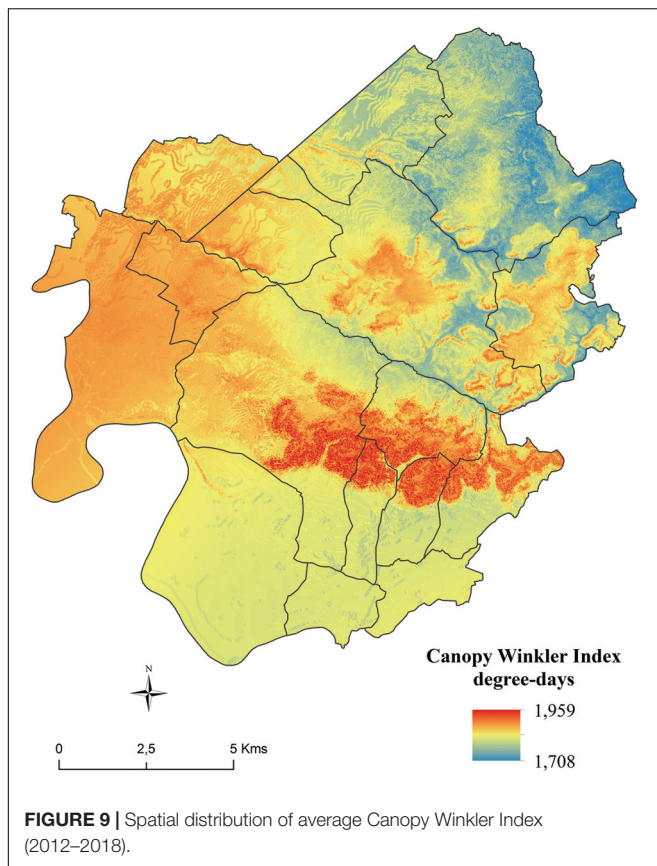 Canopy Winkler Index
degree-days
1,959
1,708
N
0 2,5 5 Kms
FIGURE 9 | Spatial distribution of average Canopy Winkler Index
(2012–2018).